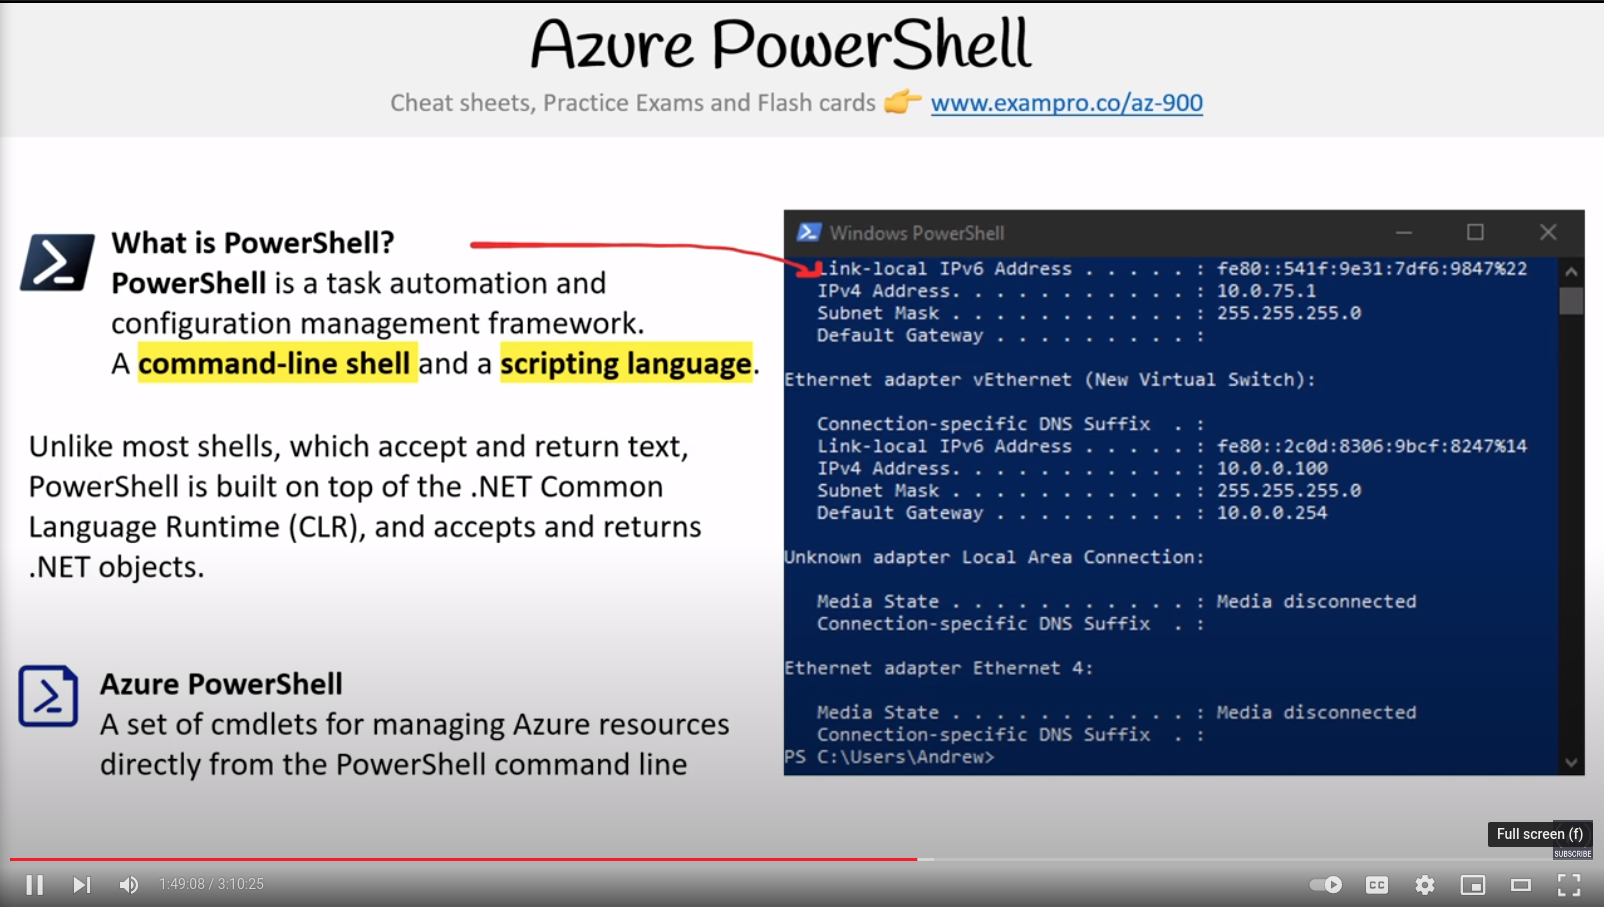 Azure PowerShell
Cheat sheets, Practice Exams and Flash cards 👉 www.exampro.co/az-900
What is PowerShell?
PowerShell is a task automation and
configuration management framework.
A command-line shell and a scripting language.
Unlike most shells, which accept and return text,
PowerShell is built on top of the .NET Common
Language Runtime (CLR), and accepts and returns
.NET objects.
Azure PowerShell
A set of cmdlets for managing Azure resources
directly from the PowerShell command line
Windows PowerShell
Link-local IPv6 Address . . . . . : fe80::541f:9e31:7df6:9847%22
IPv4 Address. . . . . . . . . . . : 10.0.75.1
Subnet Mask . . . . . . . . . . . : 255.255.255.0
Default Gateway . . . . . . . . . :
Ethernet adapter vEthernet (New Virtual Switch):
Connection-specific DNS Suffix  . :
Link-local IPv6 Address . . . . . : fe80::2c0d:8306:9bcf:8247%14
IPv4 Address. . . . . . . . . . . : 10.0.0.100
Subnet Mask . . . . . . . . . . . : 255.255.255.0
Default Gateway . . . . . . . . . : 10.0.0.254
Unknown adapter Local Area Connection:
Media State . . . . . . . . . . . : Media disconnected
Connection-specific DNS Suffix  . :
Ethernet adapter Ethernet 4:
Media State . . . . . . . . . . . : Media disconnected
Connection-specific DNS Suffix  . :
PS C:\Users\Andrew>
Full screen (f)
SUBSCRIBE
1:49:08 / 3:10:25
CC